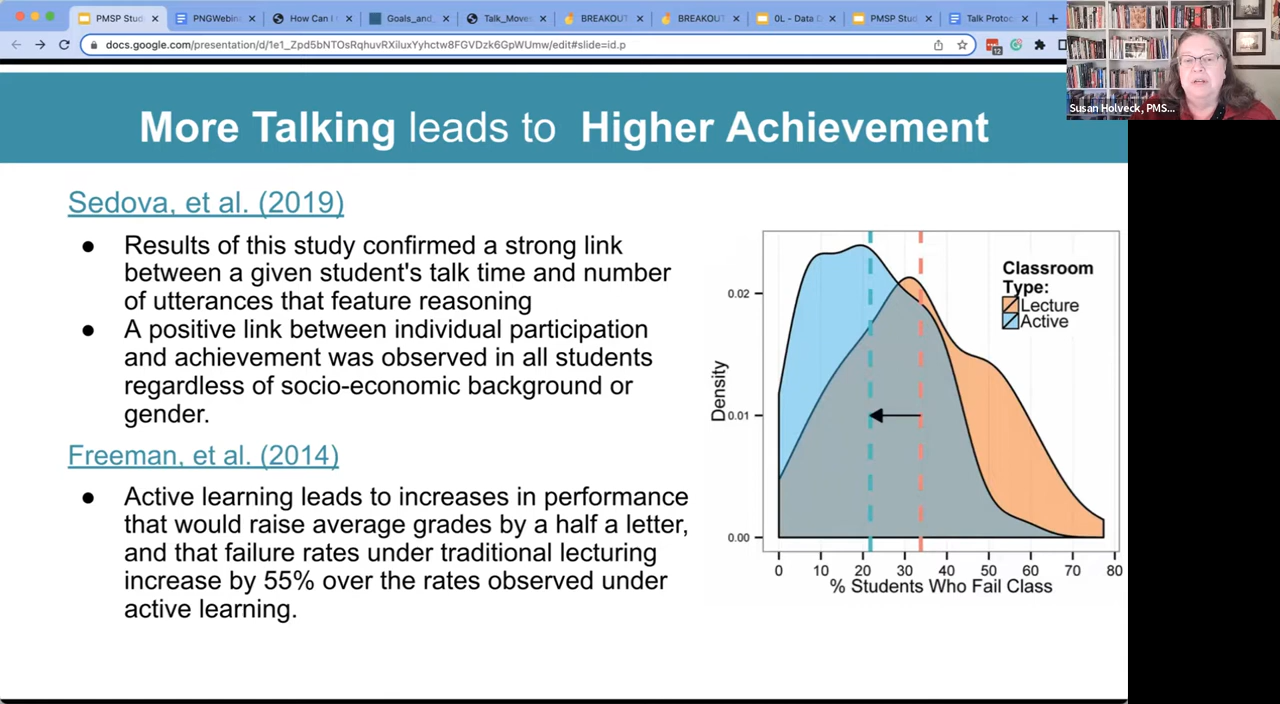 PMSP Stud
PNGWebin
How Can I
Goals_and_
Talk_Moves
BREAKOUT
BREAKOUT
0L - Data D
PMSP Stud
Talk Protoc
docs.google.com/presentation/d/1e1_Zpd5bNTOsRqhuvRXiluxYyhctw8FGVDzk6GpWUmw/edit#slide=id.p
12
Susan Holveck, PMS...
More Talking leads to Higher Achievement
Sedova, et al. (2019)
● Results of this study confirmed a strong link
between a given student's talk time and number
of utterances that feature reasoning
● A positive link between individual participation
and achievement was observed in all students
regardless of socio-economic background or
gender.
Freeman, et al. (2014)
● Active learning leads to increases in performance
that would raise average grades by a half a letter,
and that failure rates under traditional lecturing
increase by 55% over the rates observed under
active learning.
Classroom
Type:
Lecture
Active
Density
0.02
0.01
0.00
0 10 20 30 40 50 60 70 80
% Students Who Fail Class